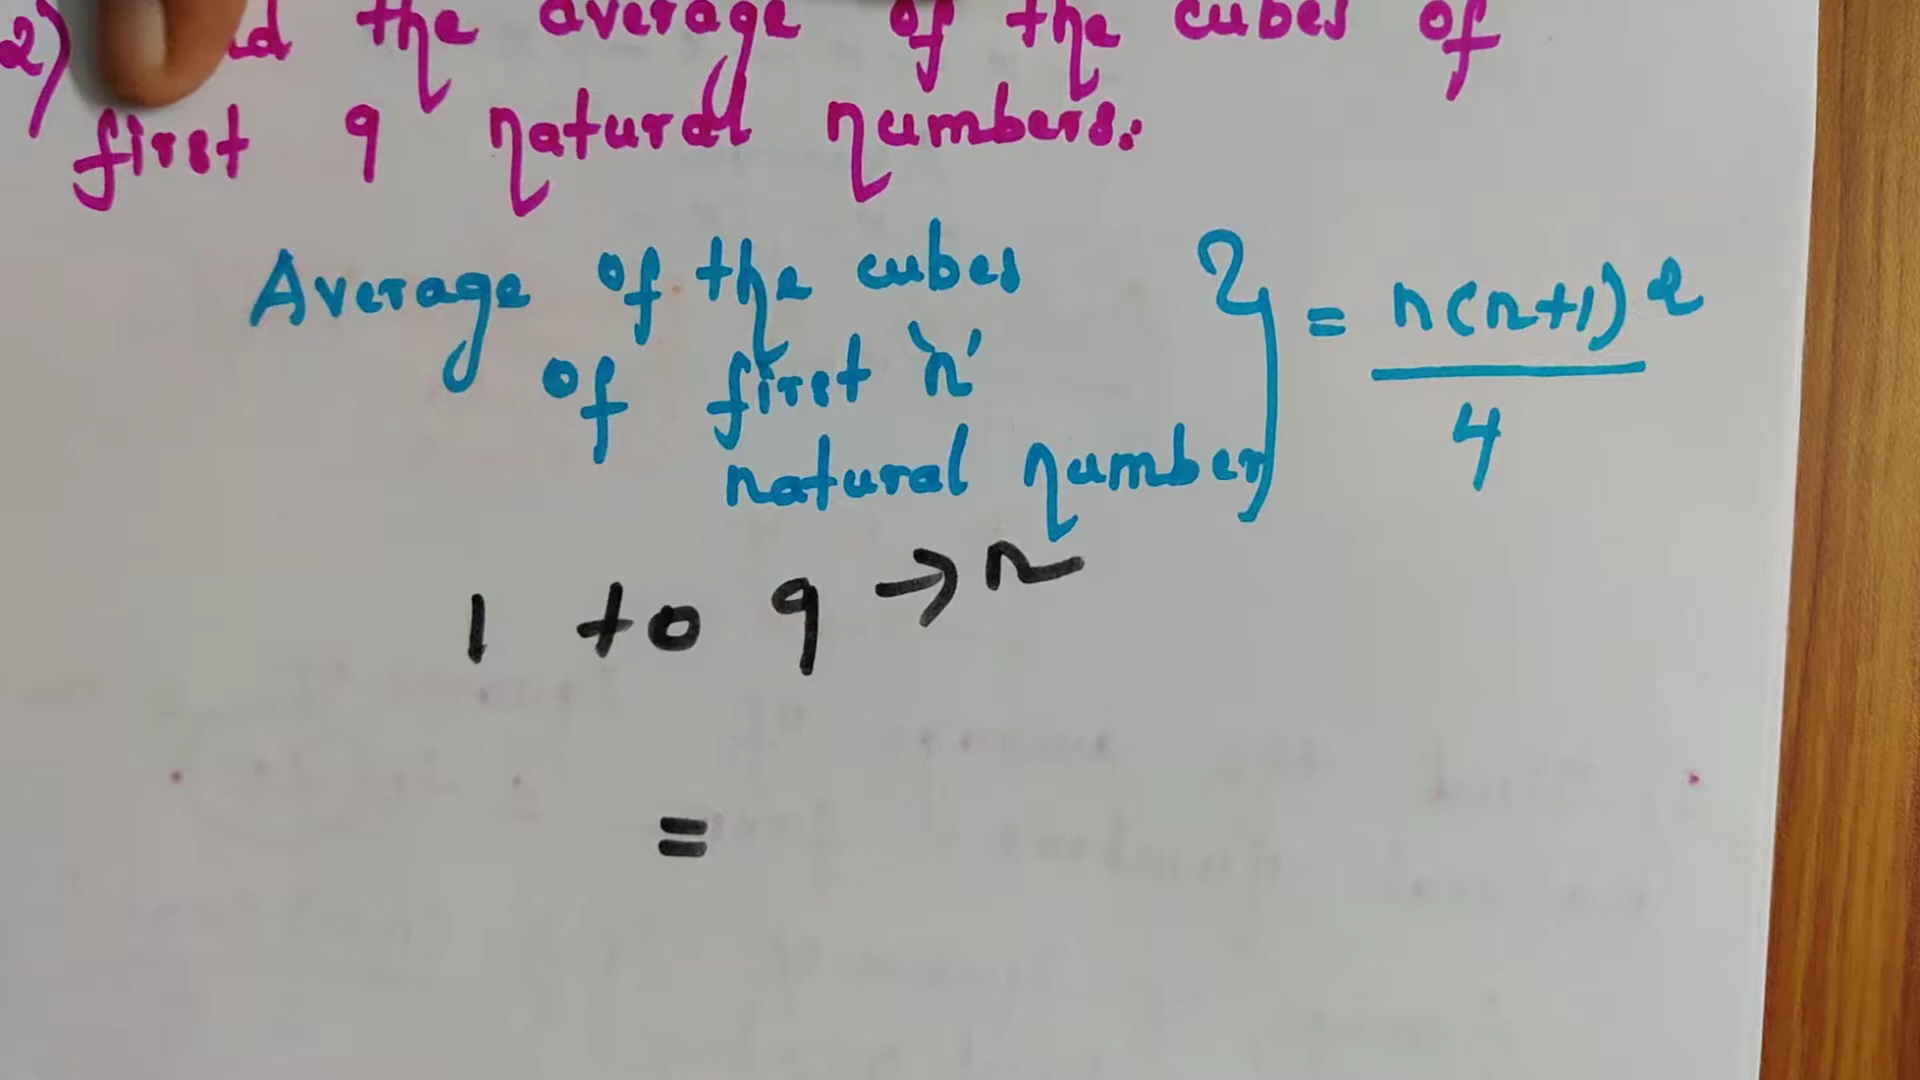 2) the average of the cubes of
first 9 natural numbers.
Average of the cubes
of first 'n'
natural number } = n(n+1)²
4
1 to 9 → n
=